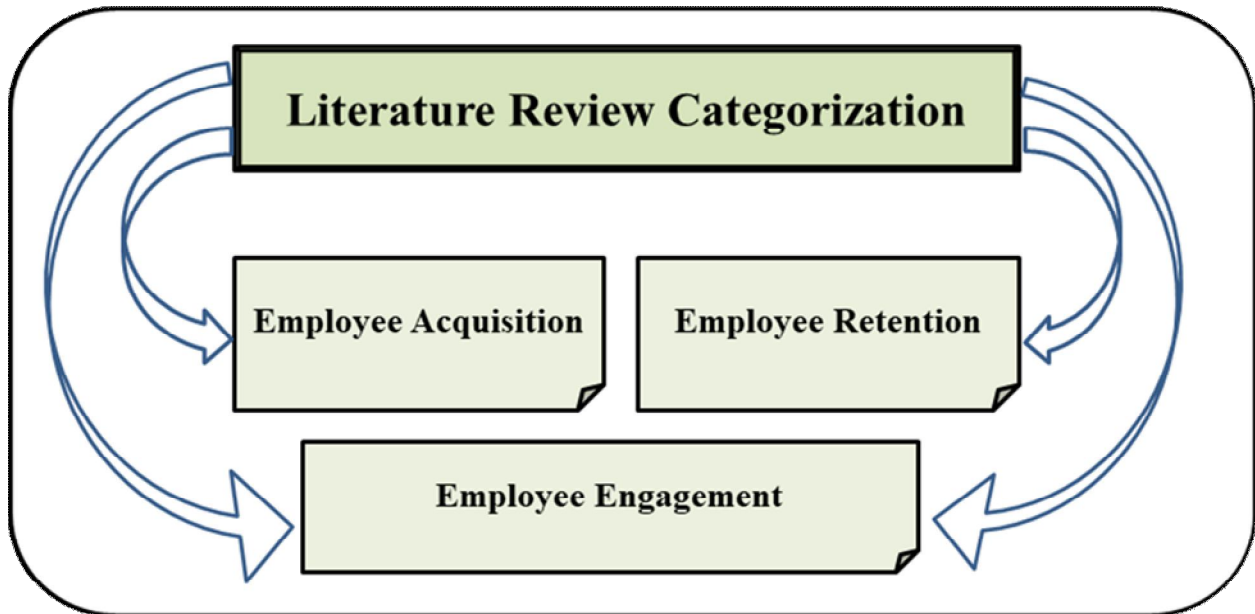 Literature Review Categorization
Employee Acquisition
Employee Retention
Employee Engagement